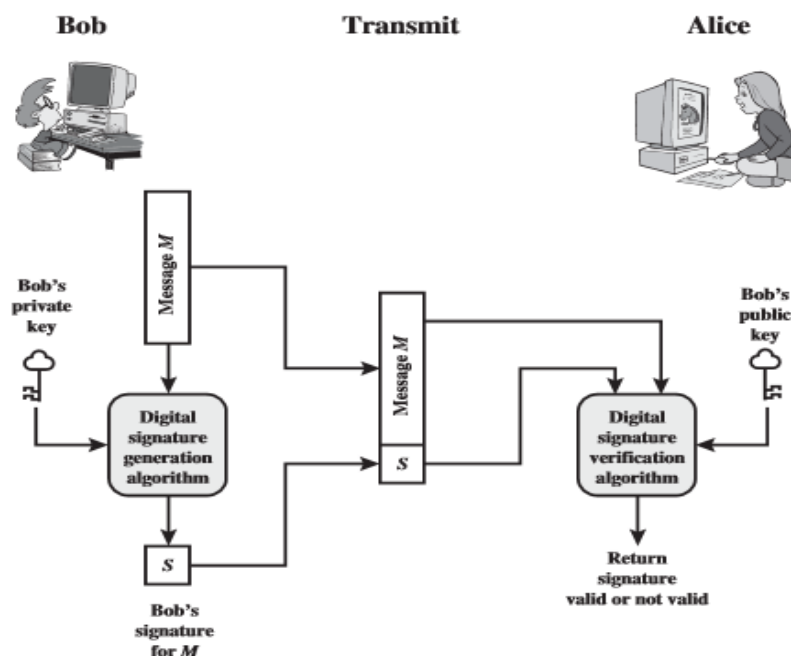 Bob
Transmit
Alice
Message M
Bob's
private
key
Message M
Bob's
public
key
Digital
signature
generation
algorithm
S
Digital
signature
verification
algorithm
S
Bob's
signature
for M
Return
signature
valid or not valid